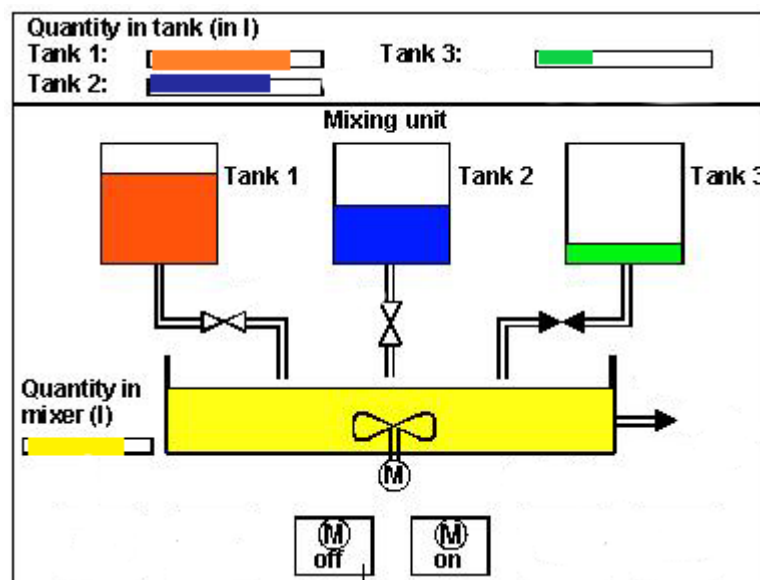 Quantity in tank (in l)
Tank 1:
Tank 3:
Tank 2:
Mixing unit
Tank 1
Tank 2
Tank 3
Quantity in
mixer (l)
M
M
off
M
on